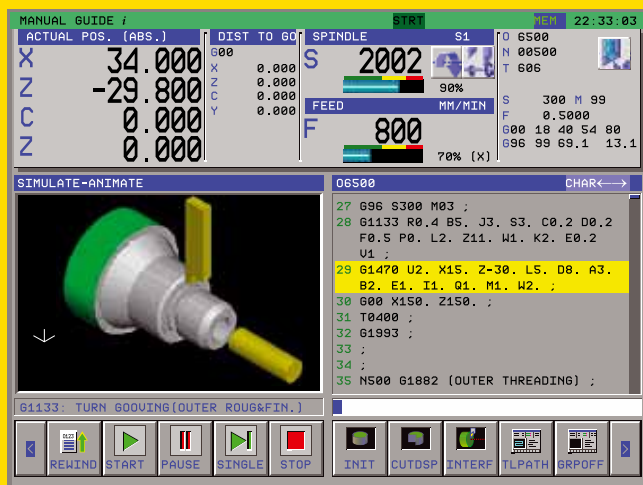 MANUAL GUIDE i STRT MEM 22:33:03
ACTUAL POS. (ABS.)
X 34.000
Z -29.800
C 0.000
Z 0.000
DIST TO GO
G00
X 0.000
Z 0.000
C 0.000
Y 0.000
SPINDLE S1
S 2002
90%
FEED MM/MIN
F 800
70% (X)
O 6500
N 00500
T 606
S 300 M 99
F 0.5000
G00 18 40 54 80
G96 99 69.1 13.1
SIMULATE-ANIMATE
G1133: TURN GOOVING(OUTER ROUG&FIN.)
O6500 CHAR←→
27 G96 S300 M03 ;
28 G1133 R0.4 B5. J3. S3. C0.2 D0.2
F0.5 P0. L2. Z11. W1. K2. E0.2
V1 ;
29 G1470 U2. X15. Z-30. L5. D8. A3.
B2. E1. I1. Q1. M1. W2. ;
30 G00 X150. Z150. ;
31 T0400 ;
32 G1993 ;
33 ;
34 ;
35 N500 G1882 (OUTER THREADING) ;
< REWIND START PAUSE SINGLE STOP INIT CUTDSP INTERF TLPATH GRPOFF >